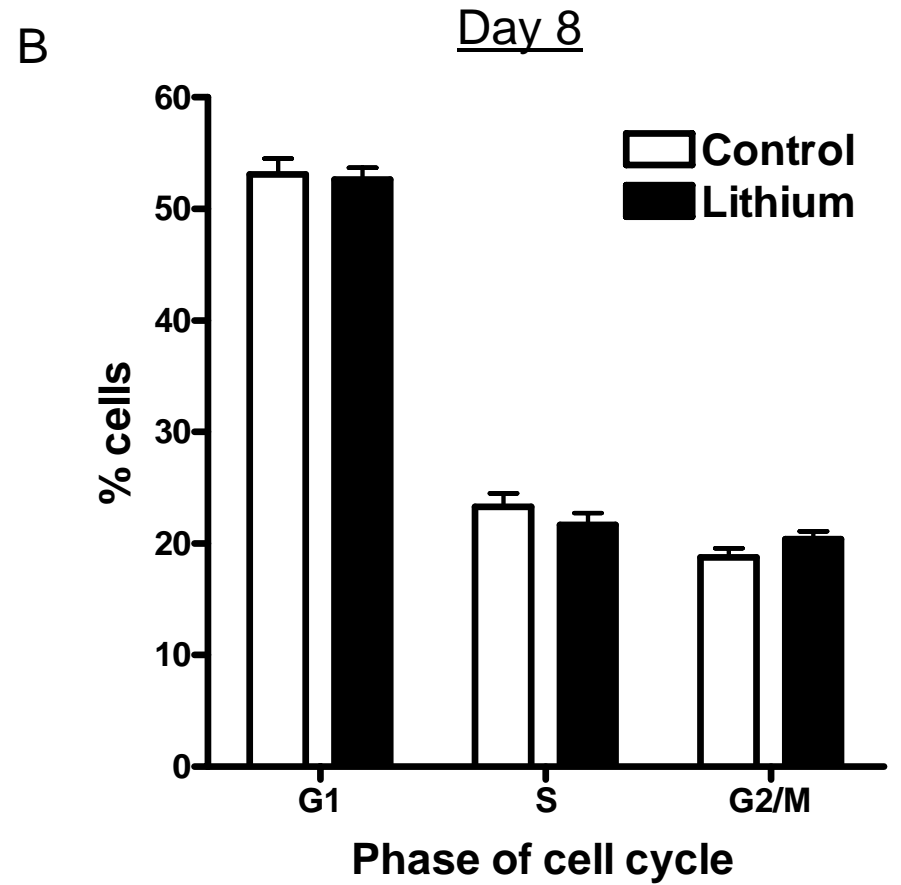 B
Day 8
Control
Lithium
60
50
40
30
20
10
0
% cells
G1 S G2/M
Phase of cell cycle